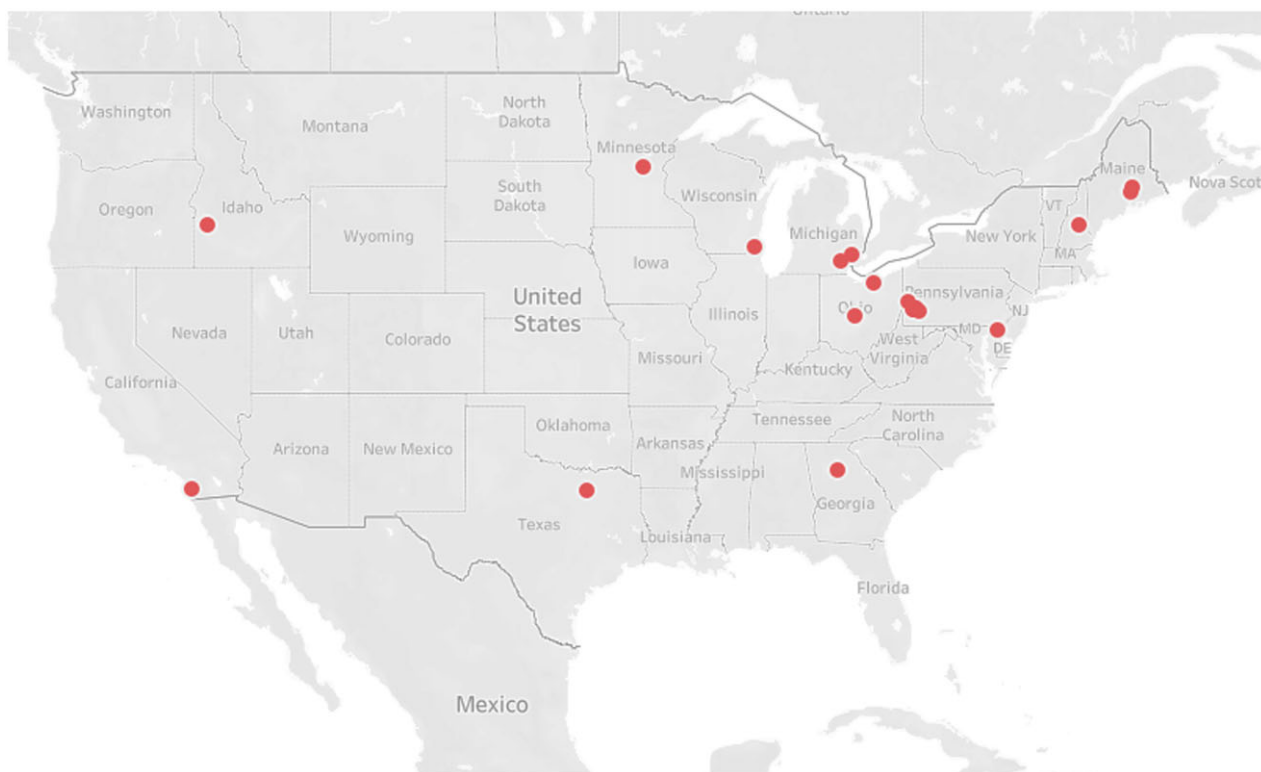 Ontario
Washington
North
Dakota
Montana
Minnesota
Maine
South
Dakota
Wisconsin
Nova Scot
Oregon
Idaho
VT
Michigan
New York
Wyoming
MA
Iowa
United
States
Pennsylvania
Ohio
Nevada
Utah
Colorado
Illinois
NJ
MD
West
Virginia
DE
Missouri
California
Kentucky
Oklahoma
Tennessee
North
Carolina
Arizona
New Mexico
Arkansas
Mississippi
Georgia
Texas
Louisiana
Florida
Mexico